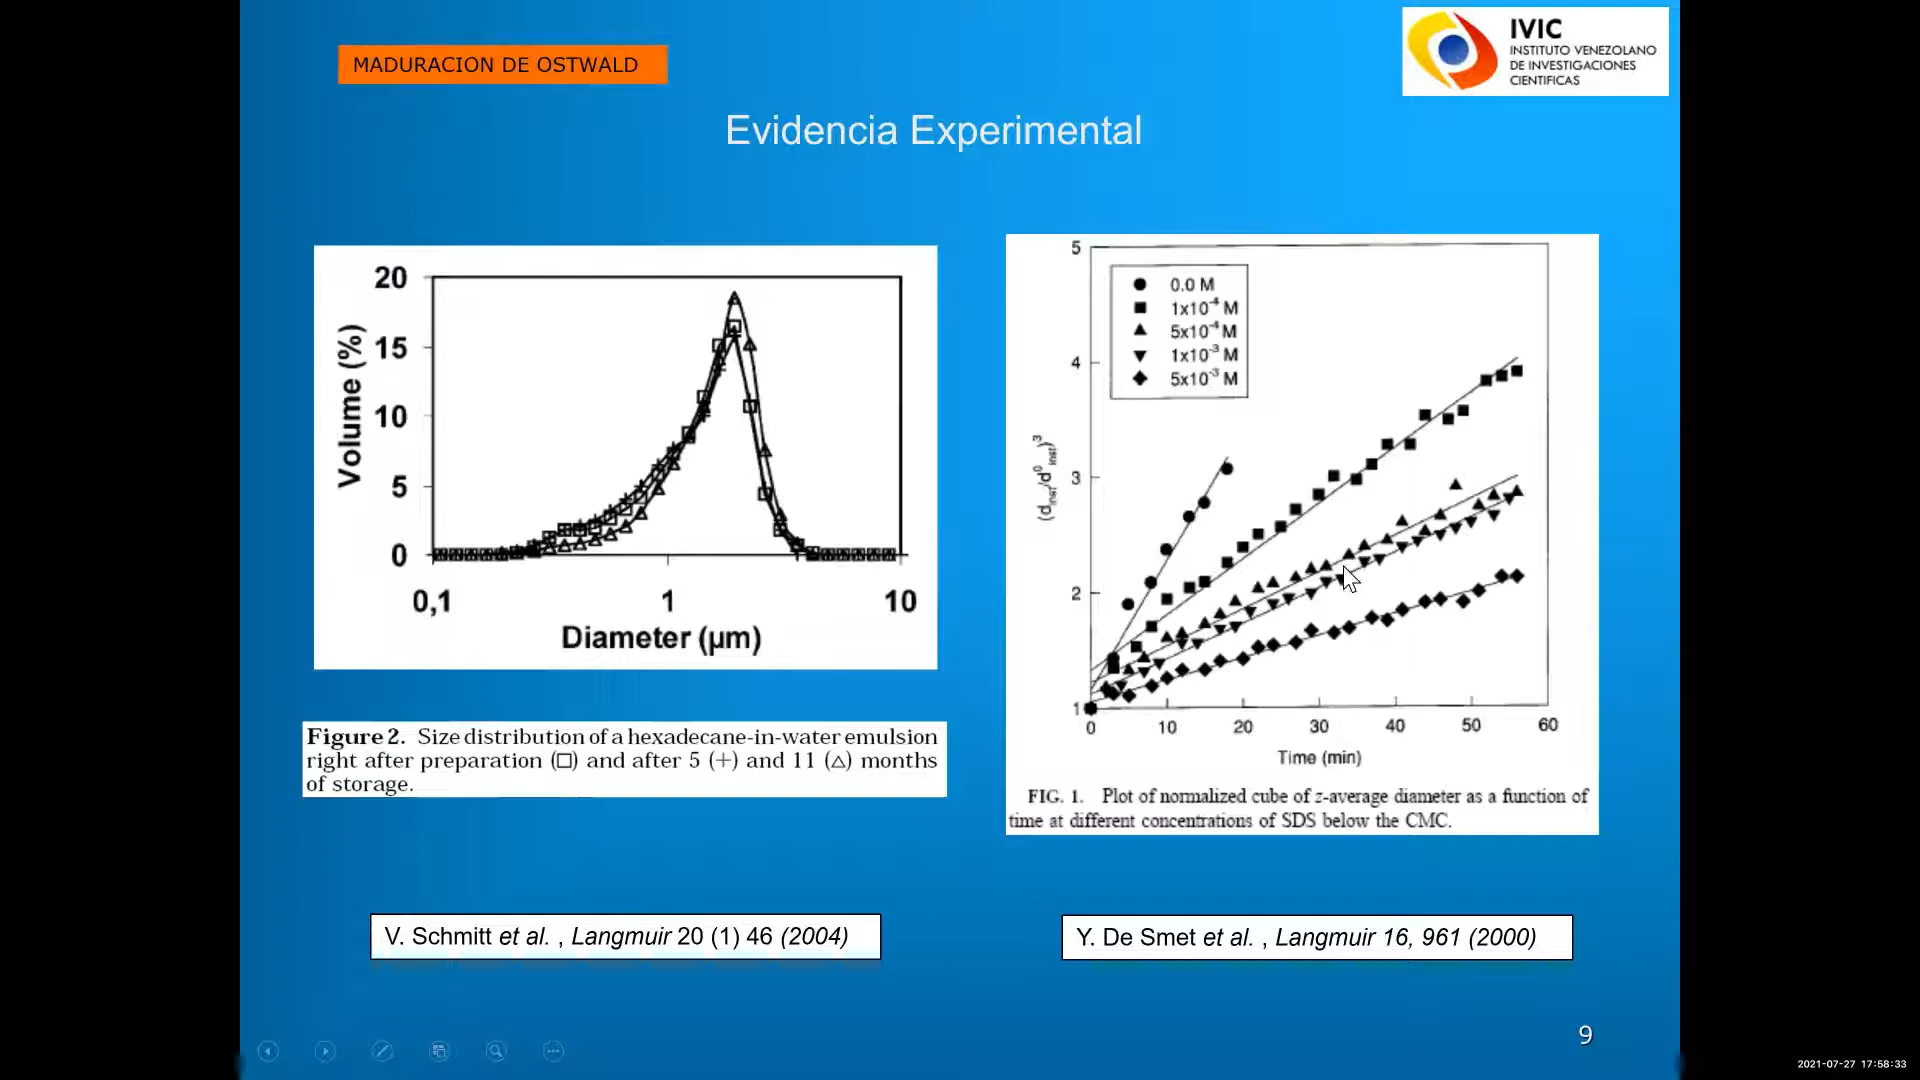 MADURACION DE OSTWALD
IVIC
INSTITUTO VENEZOLANO
DE INVESTIGACIONES
CIENTIFICAS
Evidencia Experimental
20
15
10
5
0
Volume (%)
0,1
1
10
Diameter (µm)
Figure 2. Size distribution of a hexadecane-in-water emulsion
right after preparation (□) and after 5 (+) and 11 (△) months
of storage.
V. Schmitt et al. , Langmuir 20 (1) 46 (2004)
5
4
3
2
1
(d_inst/d⁰_inst)³
0.0 M
1x10⁻⁴ M
5x10⁻⁴ M
1x10⁻³ M
5x10⁻³ M
0
10
20
30
40
50
60
Time (min)
FIG. 1. Plot of normalized cube of z-average diameter as a function of
time at different concentrations of SDS below the CMC.
Y. De Smet et al. , Langmuir 16, 961 (2000)
9
2021-07-27 17:58:33